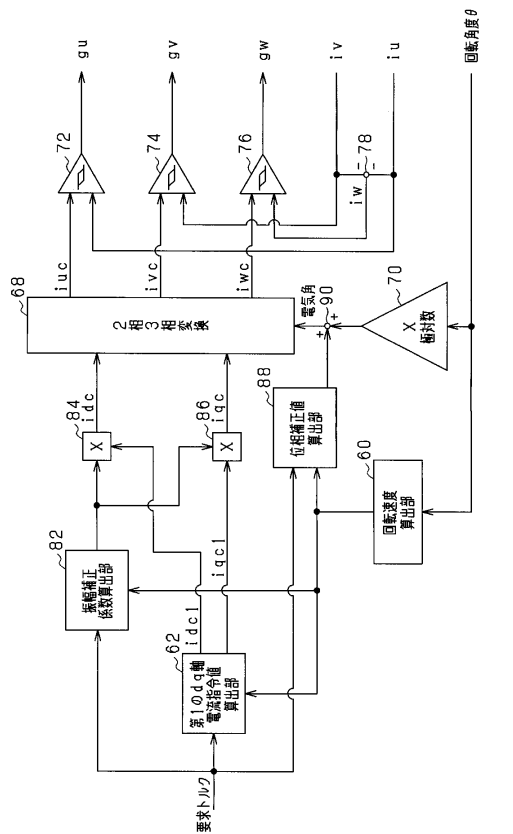 要求トルク
第1のdq軸
電流指令値
算出部
62
振幅補正
係数算出部
82
idc1
iqc1
X
84
idc
X
86
iqc
位相補正値
算出部
88
回転速度
算出部
60
2相
3相
変換
68
電気角
90
+
+
X
極対数
70
iuc
ivc
iwc
72
74
76
gu
gv
gw
iv
iw
-
-
78
iu
回転角度θ